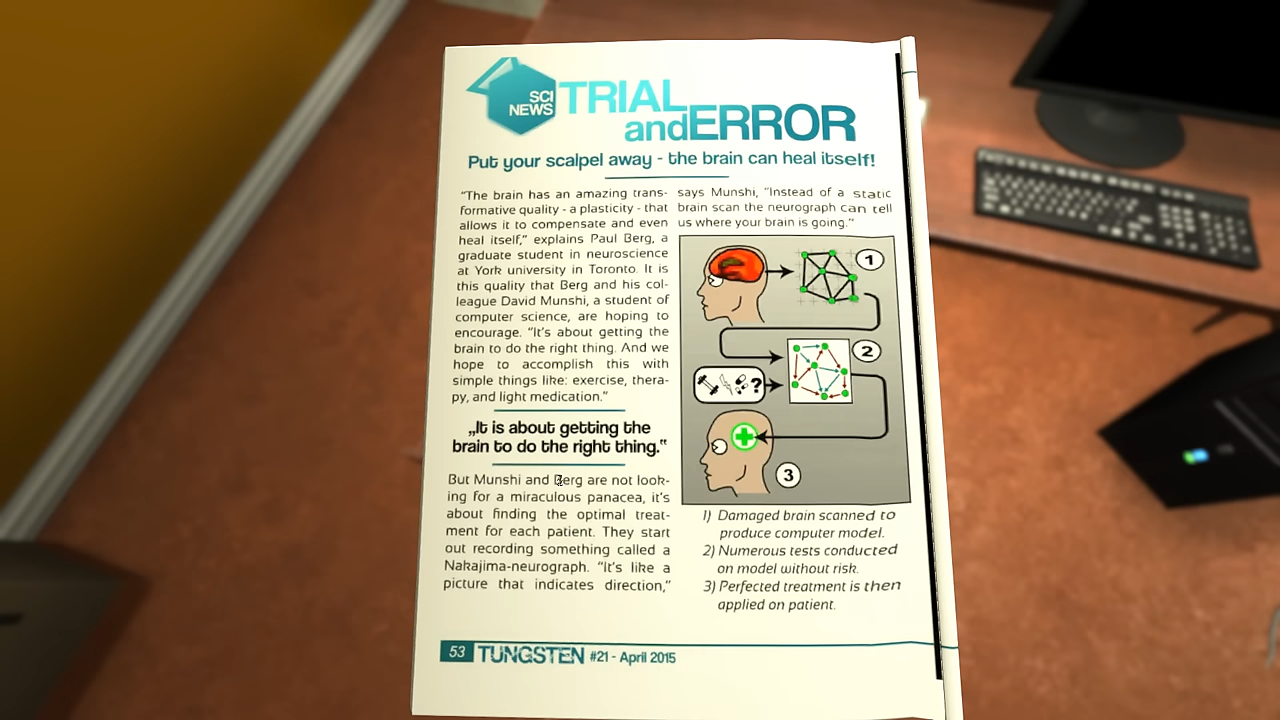 SCI
NEWS
TRIAL
andERROR
Put your scalpel away - the brain can heal itself!
"The brain has an amazing trans-
formative quality - a plasticity - that
allows it to compensate and even
heal itself," explains Paul Berg, a
graduate student in neuroscience
at York university in Toronto. It is
this quality that Berg and his col-
league David Munshi, a student of
computer science, are hoping to
encourage. "It's about getting the
brain to do the right thing. And we
hope to accomplish this with
simple things like: exercise, thera-
py, and light medication."
„It is about getting the
brain to do the right thing."
But Munshi and Berg are not look-
ing for a miraculous panacea, it's
about finding the optimal treat-
ment for each patient. They start
out recording something called a
Nakajima-neurograph. "It's like a
picture that indicates direction,"
says Munshi, "Instead of a static
brain scan the neurograph can tell
us where your brain is going."
1
2
?
3
1) Damaged brain scanned to
produce computer model.
2) Numerous tests conducted
on model without risk.
3) Perfected treatment is then
applied on patient.
53 TUNGSTEN #21 - April 2015